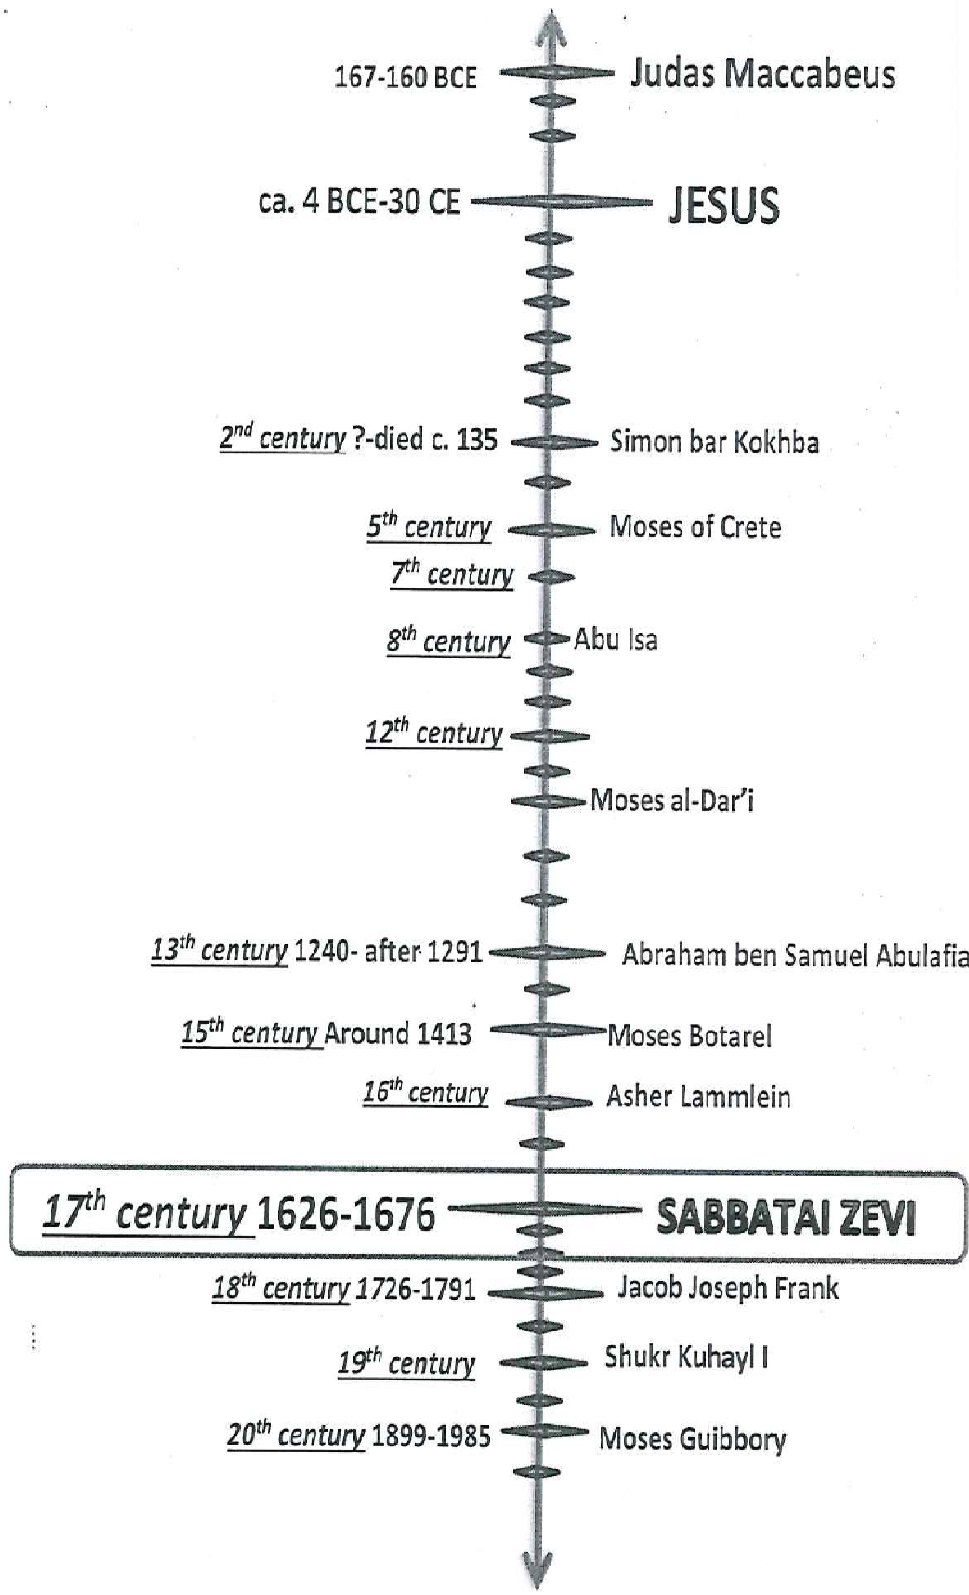 167-160 BCE Judas Maccabeus
ca. 4 BCE-30 CE JESUS
2nd century ?-died c. 135 Simon bar Kokhba
5th century Moses of Crete
7th century
8th century Abu Isa
12th century
Moses al-Dar'i
13th century 1240- after 1291 Abraham ben Samuel Abulafia
15th century Around 1413 Moses Botarel
16th century Asher Lammlein
17th century 1626-1676 SABBATAI ZEVI
18th century 1726-1791 Jacob Joseph Frank
19th century Shukr Kuhayl I
20th century 1899-1985 Moses Guibbory